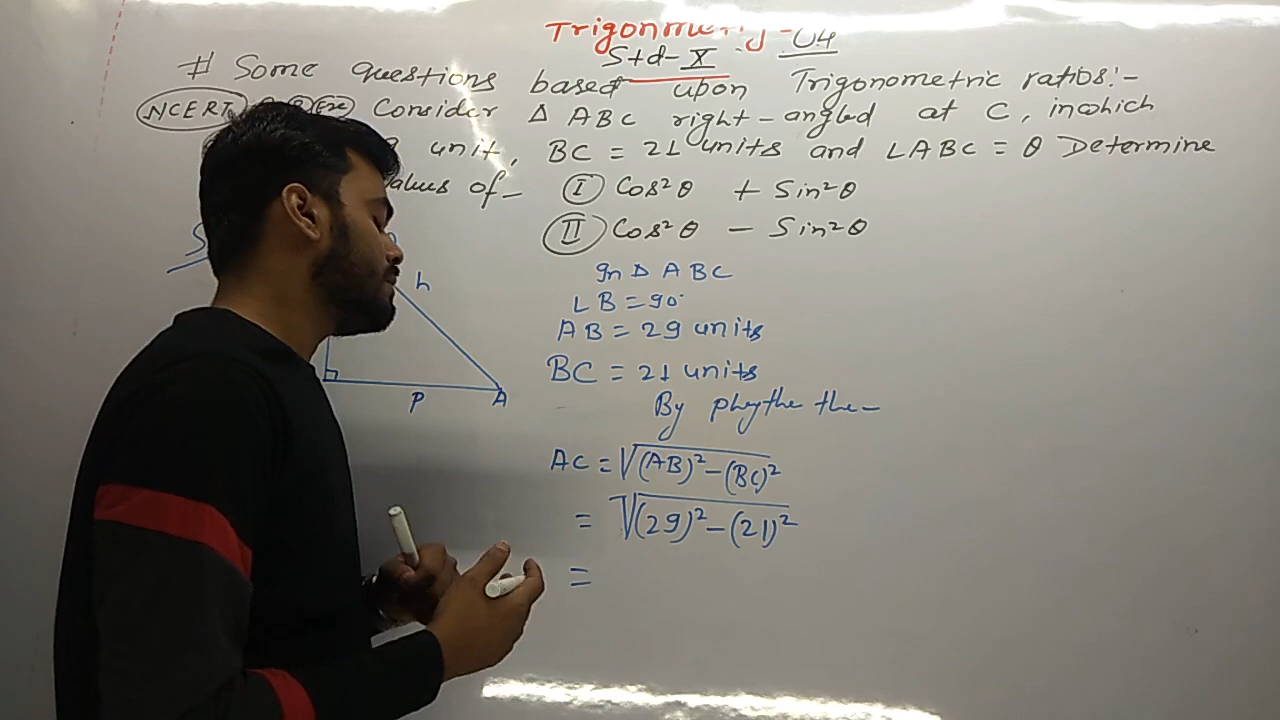 Trigonometry-04
Std-X
# Some questions based upon Trigonometric ratios:-
NCERT Exe Consider Δ ABC right-angled at C, in which
unit, BC = 21 units and ∠ABC = θ Determine
values of- Ⓘ Cos²θ + Sin²θ
Ⓘ︎Ⓘ Cos²θ - Sin²θ
In Δ ABC
h
∠B = 90°
AB = 29 units
BC = 21 units
P A
By phythe the-
AC = √(AB)²-(BC)²
= √(29)²-(21)²
=